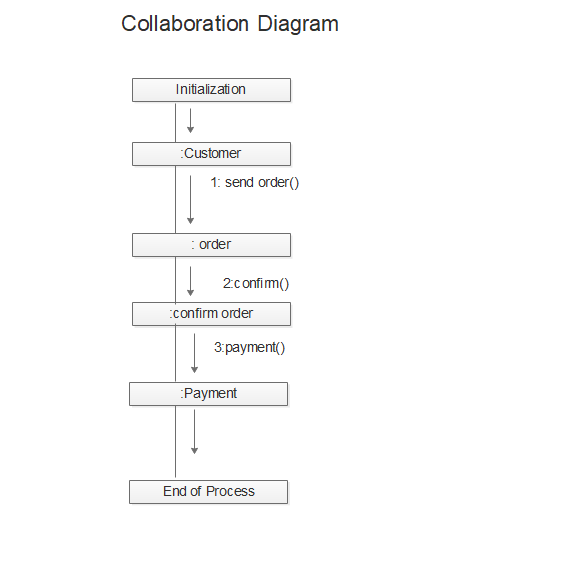 Collaboration Diagram
Initialization
:Customer
1: send order()
: order
2:confirm()
:confirm order
3:payment()
:Payment
End of Process